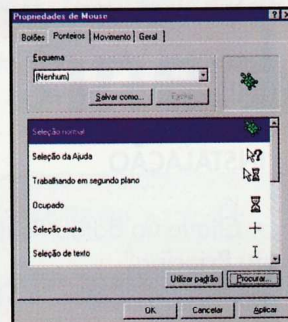 Propriedades de Mouse
Botões Ponteiros Movimento Geral
Esquema
(Nenhum)
Salvar como...
Seleção normal
Seleção da Ajuda
Trabalhando em segundo plano
Ocupado
Seleção exata
Seleção de texto
Utilizar padrão Procurar...
OK Cancelar Aplicar